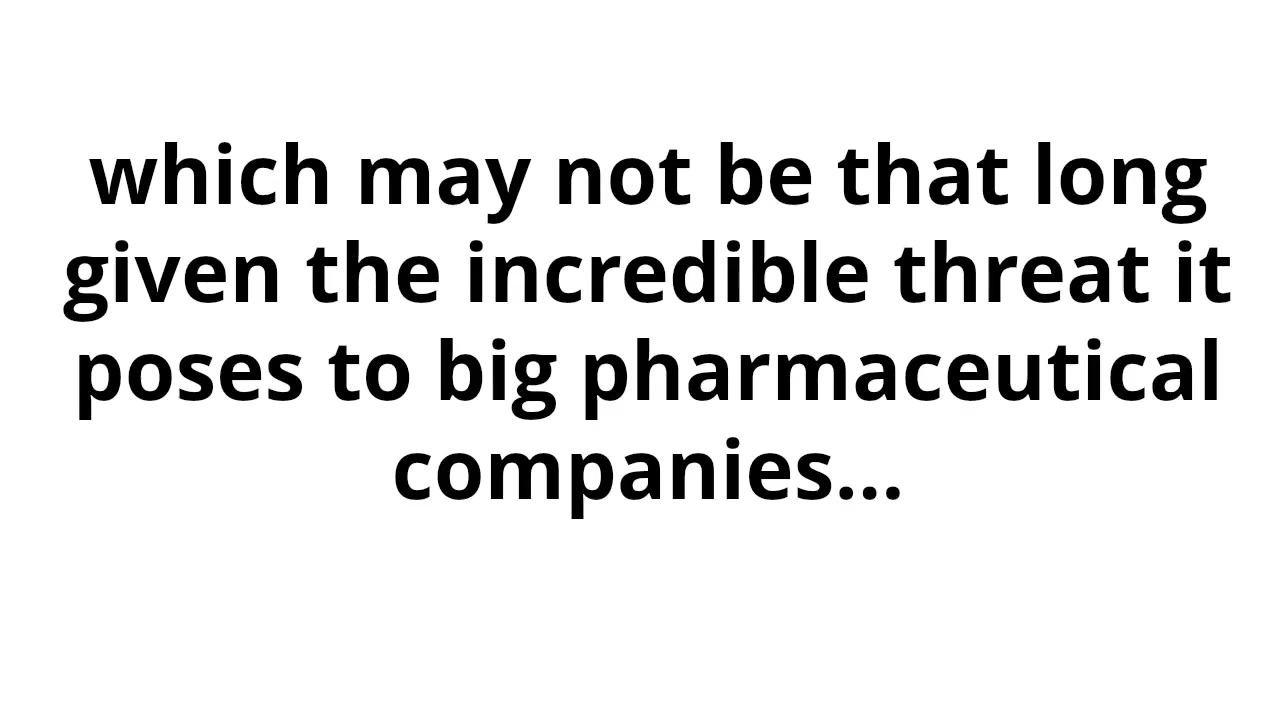 which may not be that long
given the incredible threat it
poses to big pharmaceutical
companies...